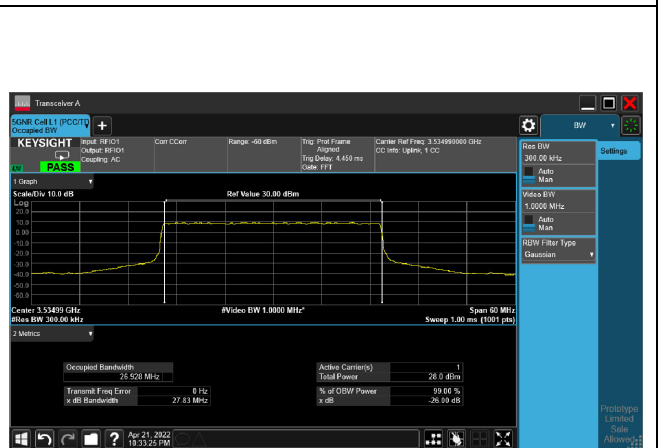 Transceiver A
5GNR Cell L1 (PCC/TD
Occupied BW
+
BW
KEYSIGHT
Input: RFIO1
Output: RFIO1
Coupling: AC
Corr CCorr
Range: -60 dBm
Trig: Prot Frame
Aligned
Trig Delay: 4.450 ms
Gate: FFT
Carrier Ref Freq: 3.534990000 GHz
CC Info: Uplink, 1 CC
PASS
Res BW
300.00 kHz
Auto
Man
Settings
1 Graph
Scale/Div 10.0 dB
Ref Value 30.00 dBm
Log
20.0
10.0
0.00
-10.0
-20.0
-30.0
-40.0
-50.0
-60.0
Video BW
1.0000 MHz
Auto
Man
RBW Filter Type
Gaussian
Center 3.53499 GHz
#Video BW 1.0000 MHz*
Span 60 MHz
#Res BW 300.00 kHz
Sweep 1.00 ms (1001 pts)
2 Metrics
Occupied Bandwidth
26.928 MHz
Active Carrier(s) 1
Total Power 28.0 dBm
Transmit Freq Error 0 Hz
x dB Bandwidth 27.83 MHz
% of OBW Power 99.00 %
x dB -26.00 dB
Prototype
Limited
Sale
Allowed
?
Apr 21, 2022
10:33:25 PM